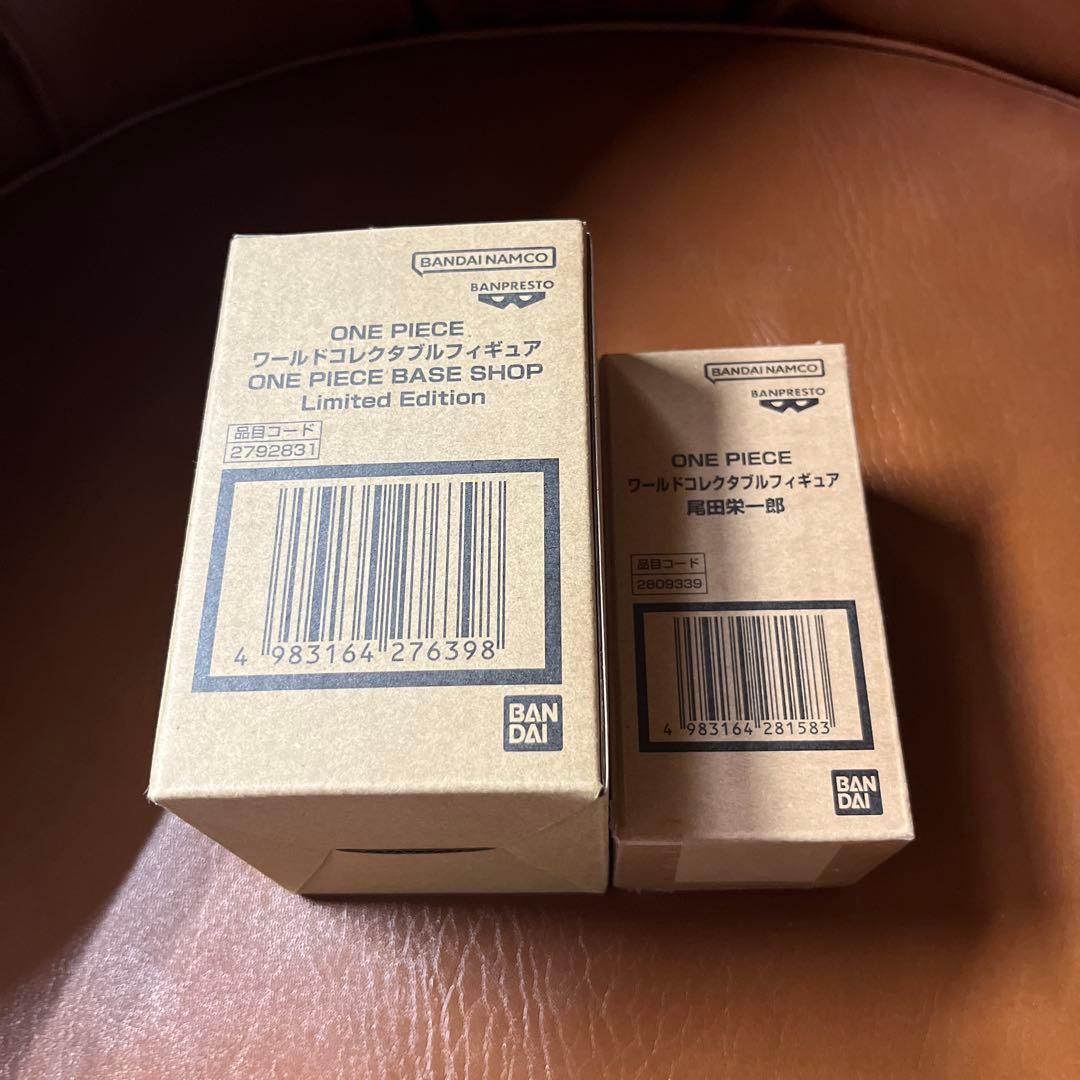 BANDAI NAMCO
BANPRESTO
ONE PIECE
ワールドコレクタブルフィギュア
ONE PIECE BASE SHOP
Limited Edition
品目コード
2792831
4 983164 276398
BAN
DAI
BANDAI NAMCO
BANPRESTO
ONE PIECE
ワールドコレクタブルフィギュア
尾田栄一郎
品目コード
2809339
4 983164 281583
BAN
DAI